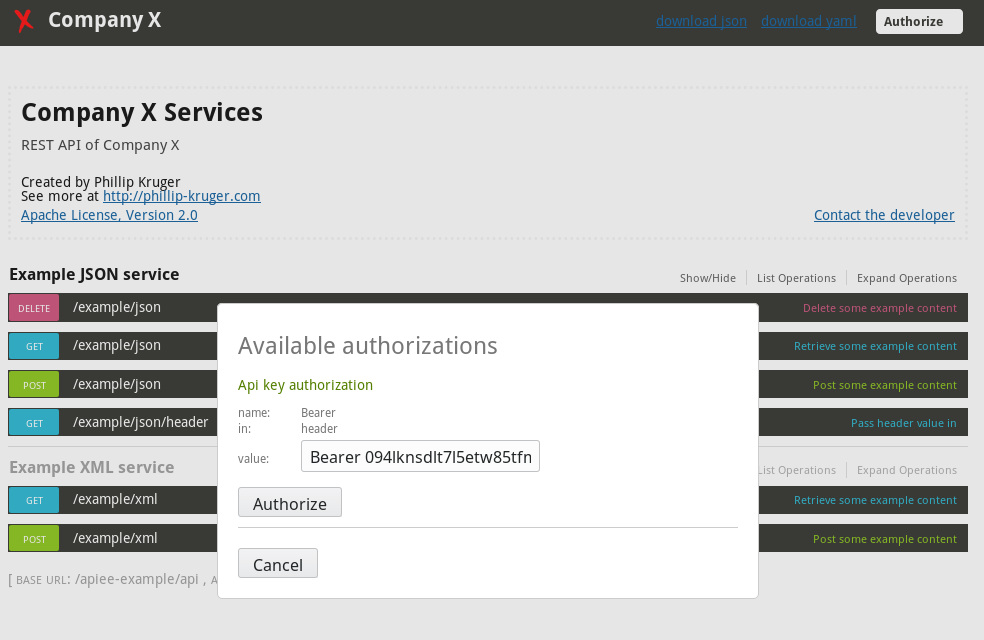 Company X
download json download yaml Authorize
Company X Services
REST API of Company X
Created by Phillip Kruger
See more at http://phillip-kruger.com
Apache License, Version 2.0 Contact the developer
Example JSON service Show/Hide List Operations Expand Operations
DELETE /example/json Delete some example content
GET /example/json Retrieve some example content
POST /example/json Post some example content
GET /example/json/header Pass header value in
Example XML service List Operations Expand Operations
GET /example/xml Retrieve some example content
POST /example/xml Post some example content
[ BASE URL: /apiee-example/api , A
Available authorizations
Api key authorization
name: Bearer
in: header
value: Bearer 094lknsdlt7l5etw85tfn
Authorize
Cancel